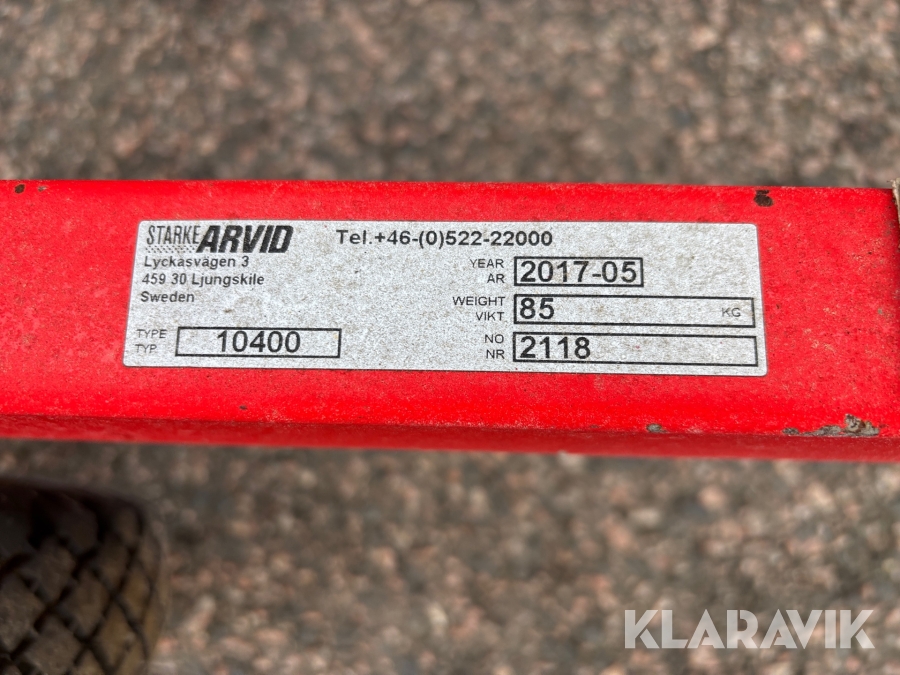 STARKE ARVID
Lyckasvägen 3
459 30 Ljungskile
Sweden
Tel.+46-(0)522-22000
YEAR
AR 2017-05
WEIGHT
VIKT 85 KG
TYPE
TYP. 10400
NO
NR 2118
KLARAVIK